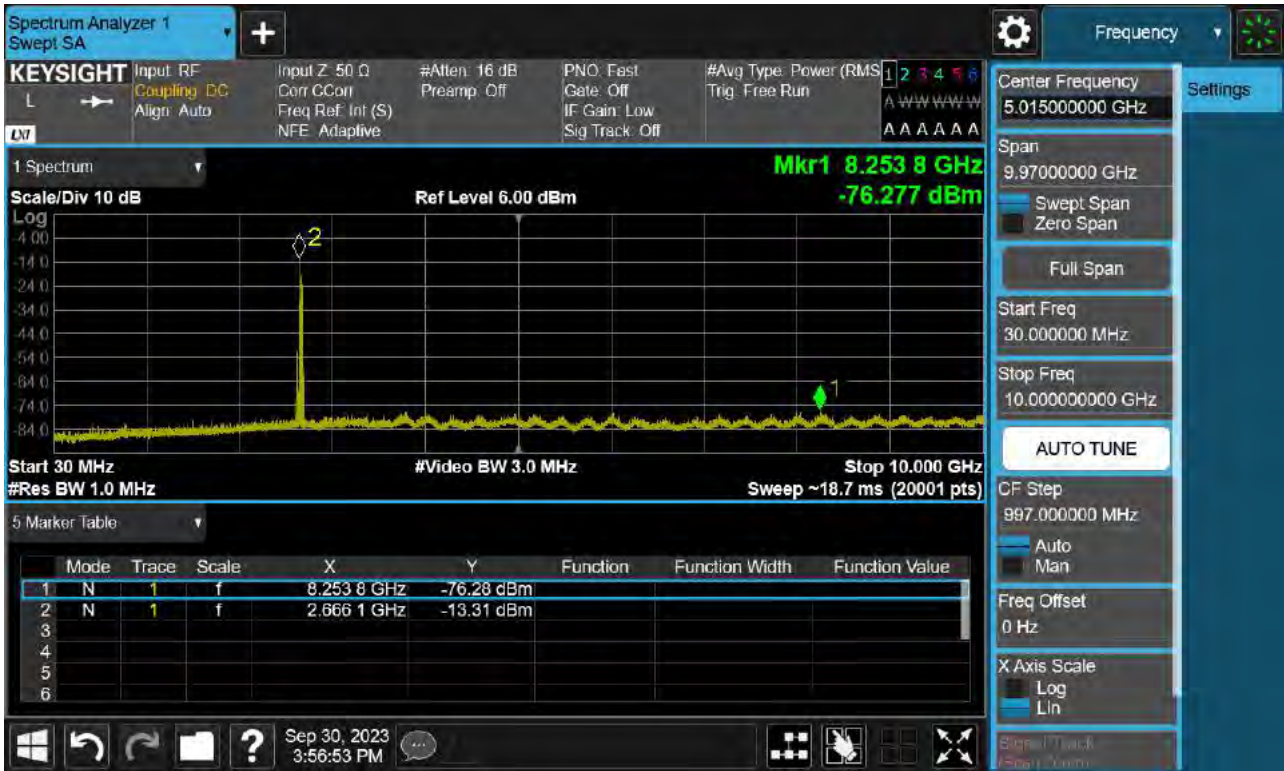 Spectrum Analyzer 1
Swept SA
+
Frequency
KEYSIGHT
L
LXI
Input: RF
Coupling: DC
Align: Auto
Input Z: 50 Ω
Corr CCorr
Freq Ref: Int (S)
NFE: Adaptive
#Atten: 16 dB
Preamp: Off
PNO: Fast
Gate: Off
IF Gain: Low
Sig Track: Off
#Avg Type: Power (RMS
Trig: Free Run
1 2 3 4 5 6
A W W W W W
A A A A A A
Center Frequency
5.015000000 GHz
Settings
1 Spectrum
Mkr1 8.253 8 GHz
Scale/Div 10 dB
Ref Level 6.00 dBm
-76.277 dBm
Log
-4.00
-14.0
-24.0
-34.0
-44.0
-54.0
-64.0
-74.0
-84.0
2
1
Start 30 MHz
#Video BW 3.0 MHz
Stop 10.000 GHz
#Res BW 1.0 MHz
Sweep ~18.7 ms (20001 pts)
Span
9.97000000 GHz
Swept Span
Zero Span
Full Span
Start Freq
30.000000 MHz
Stop Freq
10.000000000 GHz
AUTO TUNE
CF Step
997.000000 MHz
Auto
Man
Freq Offset
0 Hz
X Axis Scale
Log
Lin
Signal Track
5 Marker Table
Mode Trace Scale X Y Function Function Width Function Value
1 N 1 f 8.253 8 GHz -76.28 dBm
2 N 1 f 2.666 1 GHz -13.31 dBm
3
4
5
6
?
Sep 30, 2023
3:56:53 PM